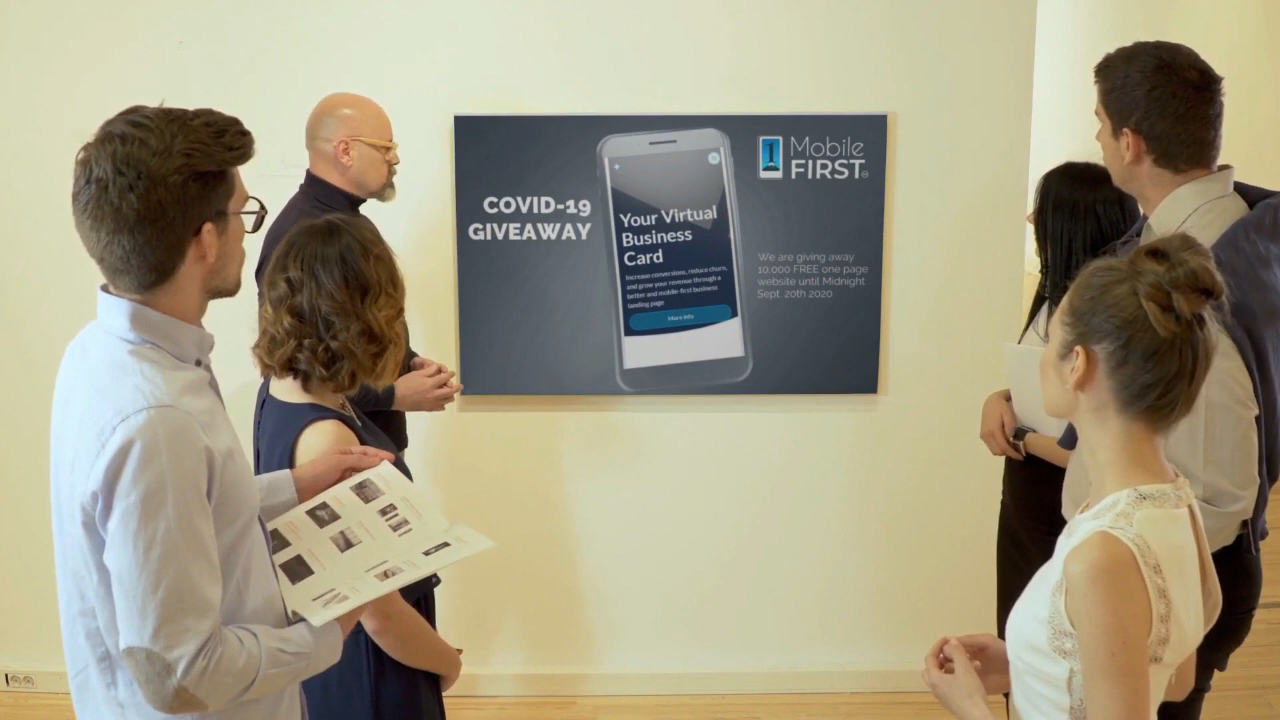 COVID-19
GIVEAWAY
Your Virtual
Business
Card
Increase conversions, reduce churn,
and grow your revenue through a
better and mobile-first business
landing page
More Info
1
Mobile
FIRST
We are giving away
10,000 FREE one page
website until Midnight
Sept. 20th 2020